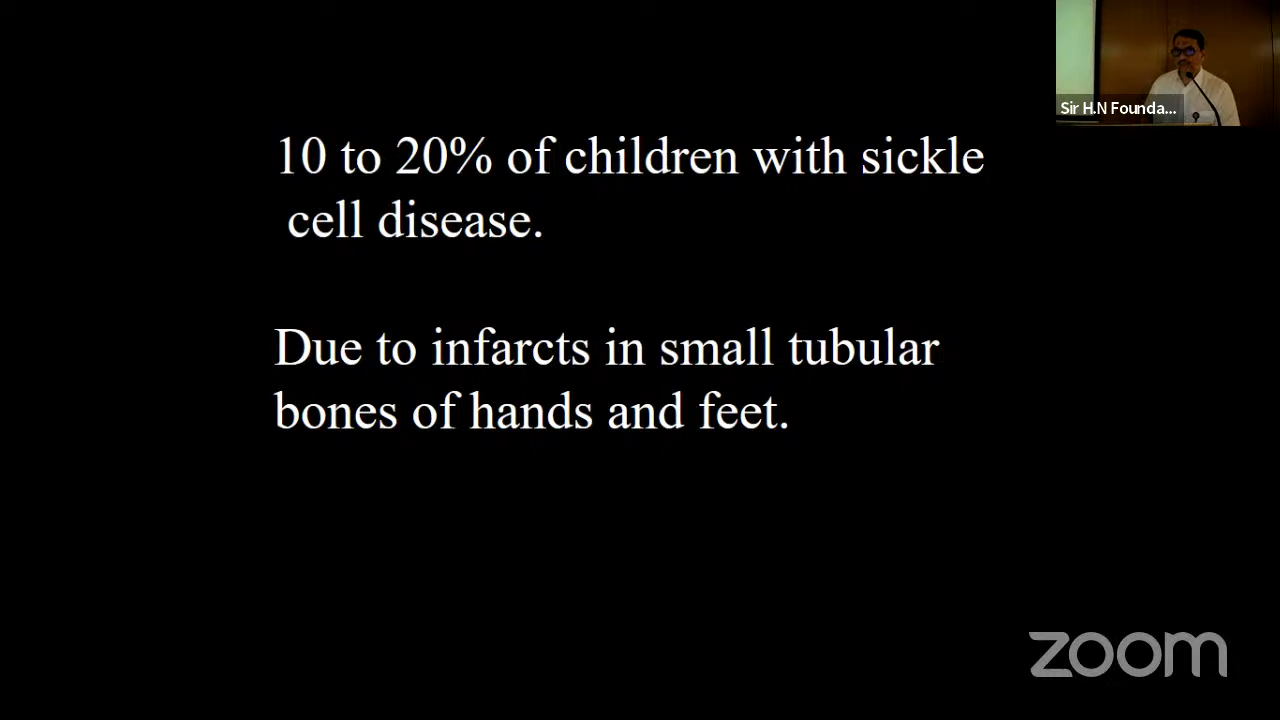 Sir H.N Founda...
10 to 20% of children with sickle
cell disease.
Due to infarcts in small tubular
bones of hands and feet.
zoom